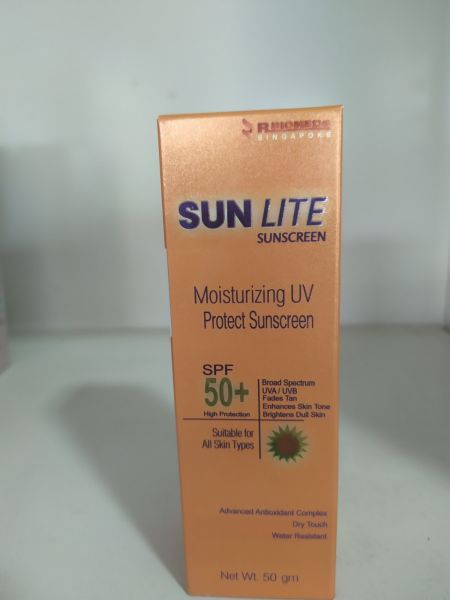 R.BIOMEDS
SINGAPORE
SUN LITE
SUNSCREEN
Moisturizing UV
Protect Sunscreen
SPF
50+
High Protection
Broad Spectrum
UVA / UVB
Fades Tan
Enhances Skin Tone
Brightens Dull Skin
Suitable for
All Skin Types
Advanced Antioxidant Complex
Dry Touch
Water Resistant
Net Wt. 50 gm